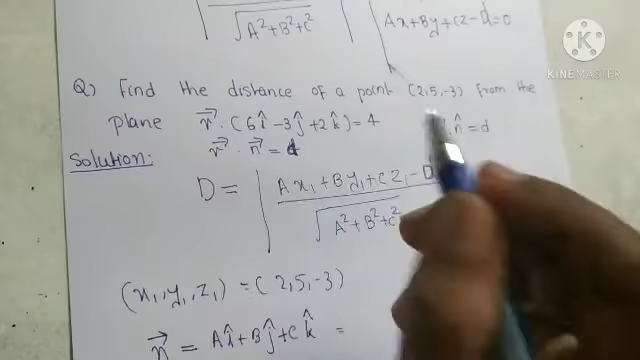 √A²+B²+C²
Ax+By+Cz-d=0
KINEMASTER
Q) Find the distance of a point (2,5,-3) from the
plane r⃗ . (6î-3ĵ+2k̂)=4
n̂ = d
Solution: r⃗ . n⃗ = d
D = | Ax₁+By₁+Cz₁-D
√A²+B²+C²
(x₁,y₁,z₁) = (2,5,-3)
n⃗ = Aî+Bĵ+Ck̂ =